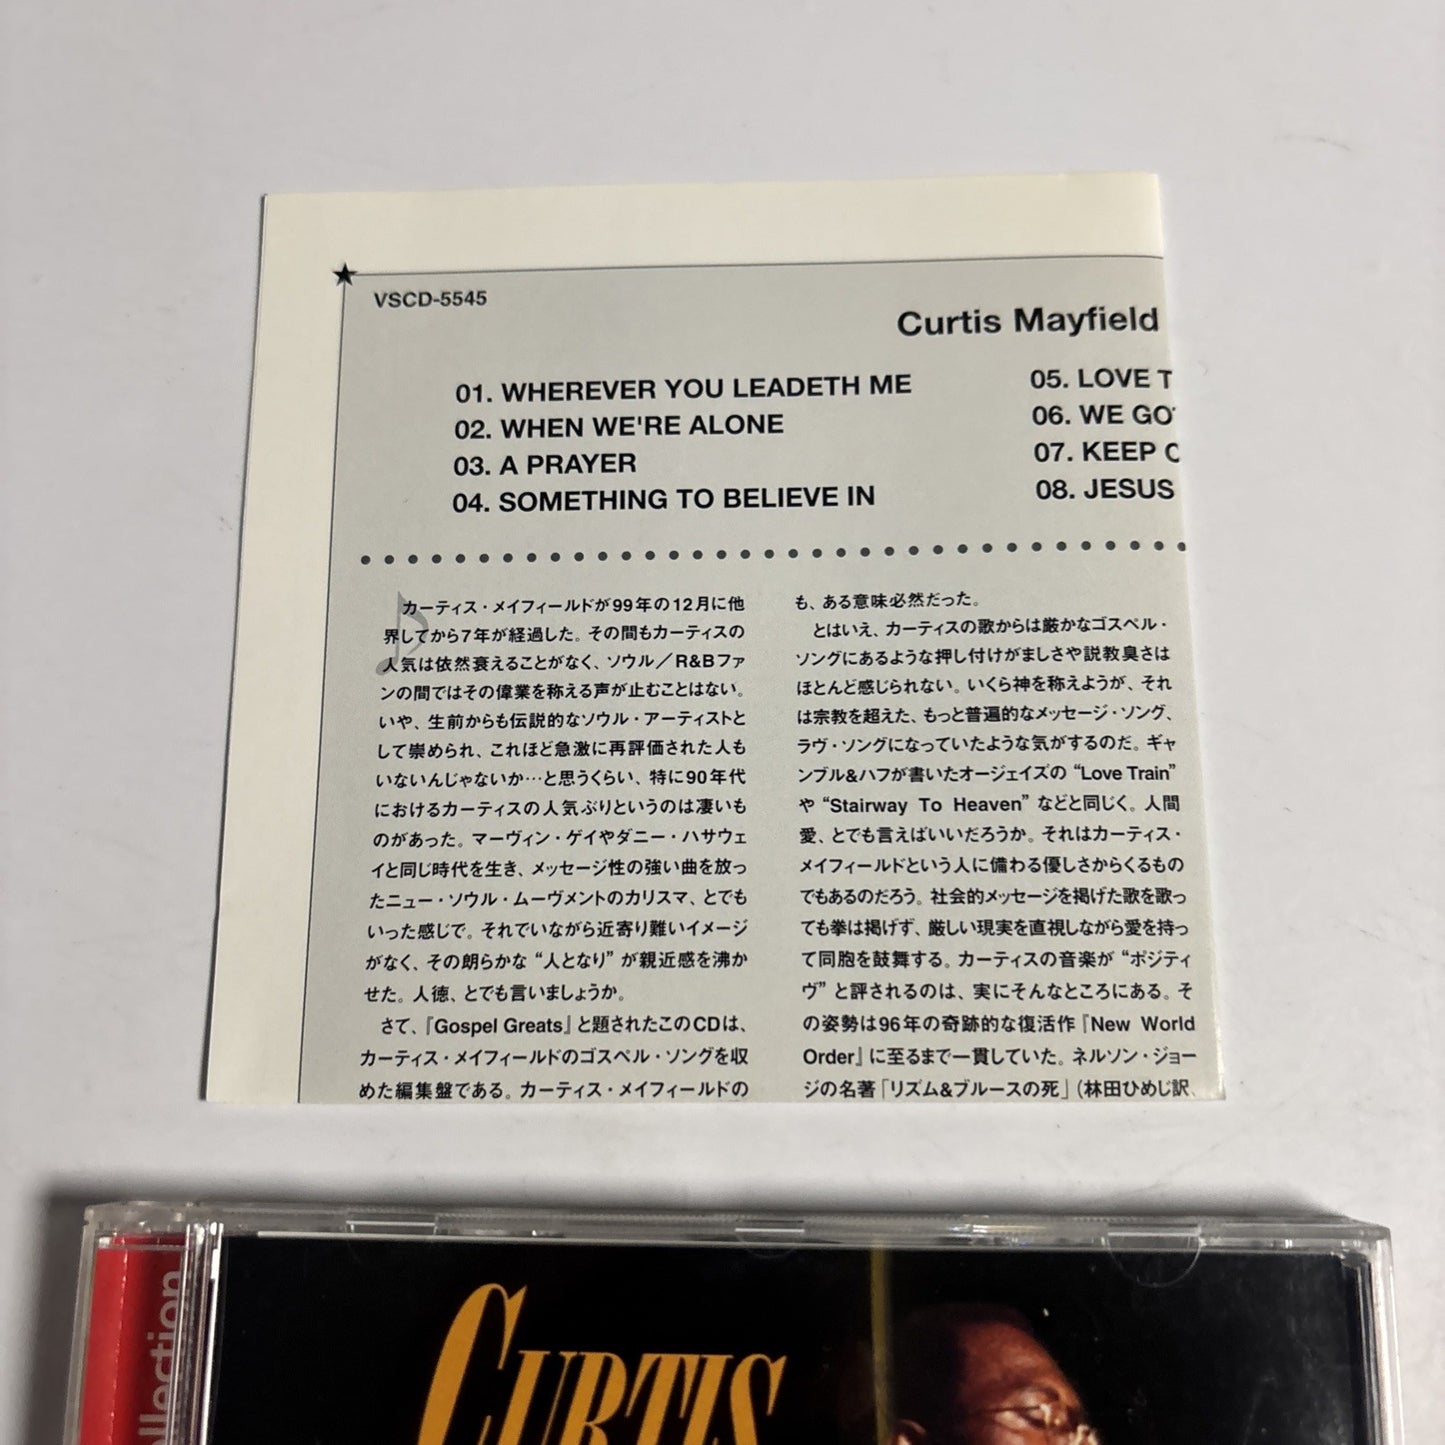 VSCD-5545
Curtis Mayfield
01. WHEREVER YOU LEADETH ME
02. WHEN WE'RE ALONE
03. A PRAYER
04. SOMETHING TO BELIEVE IN
05. LOVE T
06. WE GO
07. KEEP
08. JESUS
カーティス・メイフィールドが99年の12月に他
界してから7年が経過した。その間もカーティスの
人気は依然衰えることがなく、ソウル／R&Bファ
ンの間ではその偉業を称える声が止むことはない。
いや、生前からも伝説的なソウル・アーティストと
して崇められ、これほど急激に再評価された人も
いないんじゃないか…と思うくらい、特に90年代
におけるカーティスの人気ぶりというのは凄いも
のがあった。マーヴィン・ゲイやダニー・ハサウェ
イと同じ時代を生き、メッセージ性の強い曲を放っ
たニュー・ソウル・ムーヴメントのカリスマ、とでも
いった感じで。それでいながら近寄り難いイメージ
がなく、その朗らかな“人となり”が親近感を沸か
せた。人徳、とでも言いましょうか。
さて、『Gospel Greats』と題されたこのCDは、
カーティス・メイフィールドのゴスペル・ソングを収
めた編集盤である。カーティス・メイフィールドの
も、ある意味必然だった。
とはいえ、カーティスの歌からは厳かなゴスペル・
ソングにあるような押し付けがましさや説教臭さは
ほとんど感じられない。いくら神を称えようが、それ
は宗教を超えた、もっと普遍的なメッセージ・ソング、
ラヴ・ソングになっていたような気がするのだ。ギャ
ンブル&ハフが書いたオージェイズの“Love Train”
や“Stairway To Heaven”などと同じく。人間
愛、とでも言えばいいだろうか。それはカーティス・
メイフィールドという人に備わる優しさからくるもの
でもあるのだろう。社会的メッセージを掲げた歌を歌っ
ても拳は掲げず、厳しい現実を直視しながら愛を持っ
て同胞を鼓舞する。カーティスの音楽が“ポジティ
ヴ”と評されるのは、実にそんなところにある。そ
の姿勢は96年の奇跡的な復活作『New World
Order』に至るまで一貫していた。ネルソン・ジョー
ジの名著「リズム&ブルースの死」(林田ひめじ訳、
ollection
CURTIS